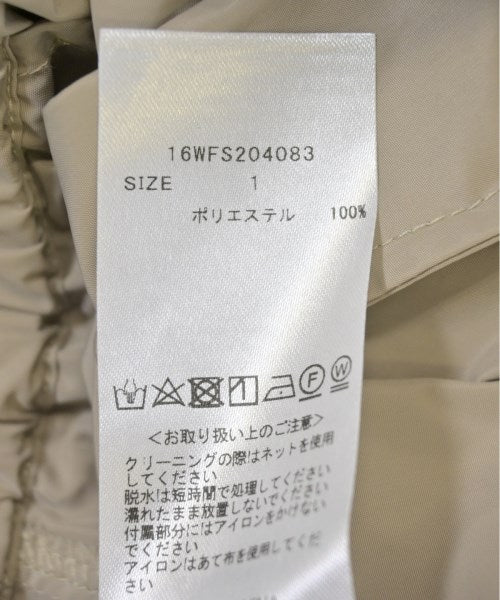 16WFS204083
SIZE 1
ポリエステル 100%
F W
<お取り扱い上のご注意>
クリーニングの際はネットを使用
してください
脱水は短時間で処理してください
濡れたまま放置しないでください
付属部分にはアイロンをかけない
でください
アイロンはあて布を使用してくだ
さい